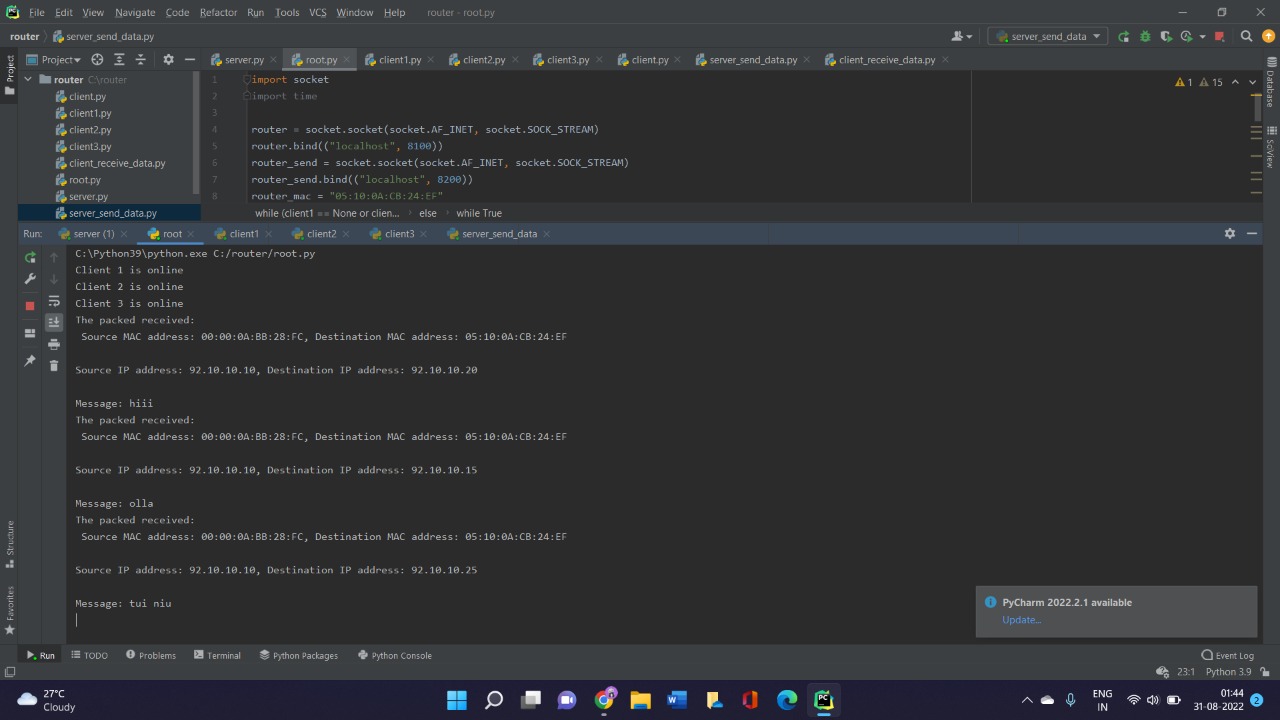 File Edit View Navigate Code Refactor Run Tools VCS Window Help router - root.py
router server_send_data.py server_send_data
Project server.py root.py client1.py client2.py client3.py client.py server_send_data.py client_receive_data.py
Project
router C:\router
client.py
client1.py
client2.py
client3.py
client_receive_data.py
root.py
server.py
server_send_data.py
1 import socket
2 import time
3
4 router = socket.socket(socket.AF_INET, socket.SOCK_STREAM)
5 router.bind(("localhost", 8100))
6 router_send = socket.socket(socket.AF_INET, socket.SOCK_STREAM)
7 router_send.bind(("localhost", 8200))
8 router_mac = "05:10:0A:CB:24:EF"
1 15
Database
SciView
while (client1 == None or clien... else while True
Run: server (1) root client1 client2 client3 server_send_data
C:\Python39\python.exe C:/router/root.py
Client 1 is online
Client 2 is online
Client 3 is online
The packed received:
Source MAC address: 00:00:0A:BB:28:FC, Destination MAC address: 05:10:0A:CB:24:EF
Source IP address: 92.10.10.10, Destination IP address: 92.10.10.20
Message: hiii
The packed received:
Source MAC address: 00:00:0A:BB:28:FC, Destination MAC address: 05:10:0A:CB:24:EF
Source IP address: 92.10.10.10, Destination IP address: 92.10.10.15
Message: olla
The packed received:
Source MAC address: 00:00:0A:BB:28:FC, Destination MAC address: 05:10:0A:CB:24:EF
Source IP address: 92.10.10.10, Destination IP address: 92.10.10.25
Message: tui niu
Structure
Favorites
PyCharm 2022.2.1 available
Update...
Run TODO Problems Terminal Python Packages Python Console Event Log
23:1 Python 3.9
27°C
Cloudy
ENG
IN
01:44
31-08-2022
2